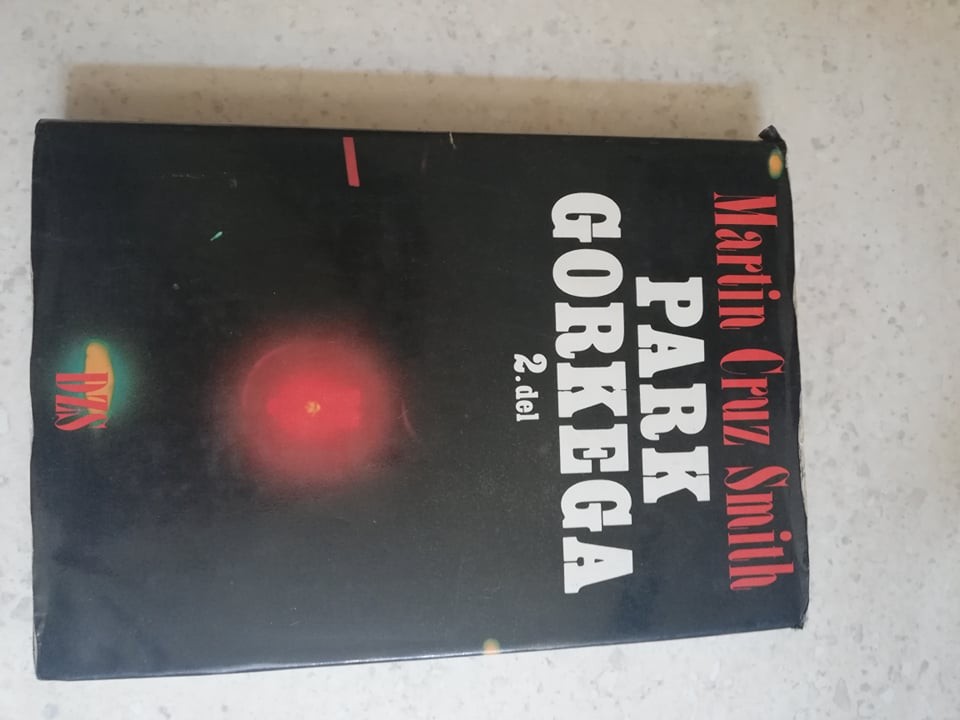 Martin Cruz Smith
PARK
GORKEGA
2.del
DZS